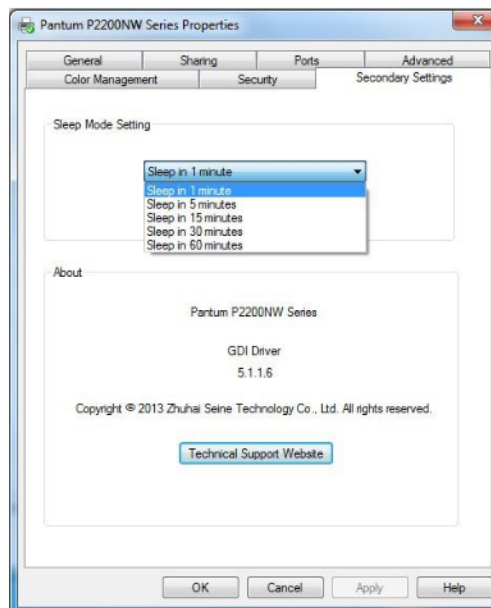 Pantum P2200NW Series Properties
General Sharing Ports Advanced
Color Management Security Secondary Settings
Sleep Mode Setting
Sleep in 1 minute
Sleep in 1 minute
Sleep in 5 minutes
Sleep in 15 minutes
Sleep in 30 minutes
Sleep in 60 minutes
About
Pantum P2200NW Series
GDI Driver
5.1.1.6
Copyright © 2013 Zhuhai Seine Technology Co., Ltd. All rights reserved.
Technical Support Website
OK Cancel Apply Help